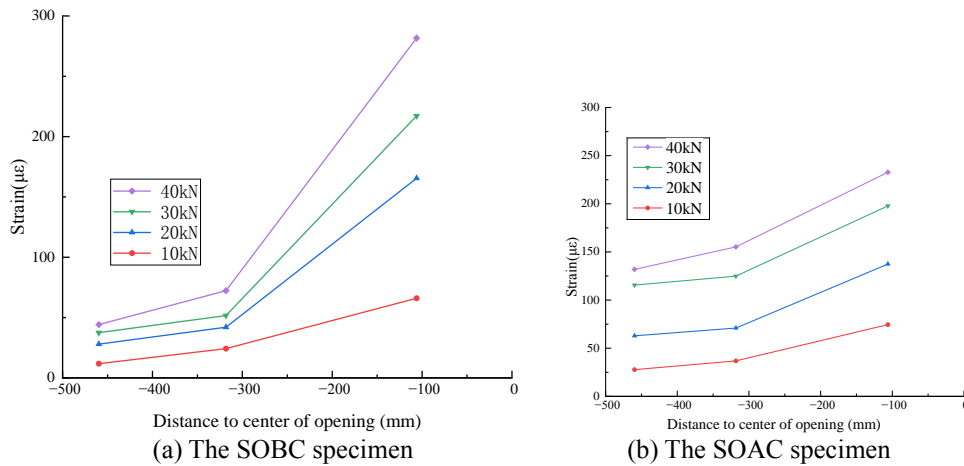 300
200
100
0
Strain(με)
40kN
30kN
20kN
10kN
−500
−400
−300
−200
−100
0
Distance to center of opening (mm)
(a) The SOBC specimen
300
250
200
150
100
50
0
Strain(με)
40kN
30kN
20kN
10kN
−500
−400
−300
−200
−100
0
Distance to center of opening (mm)
(b) The SOAC specimen